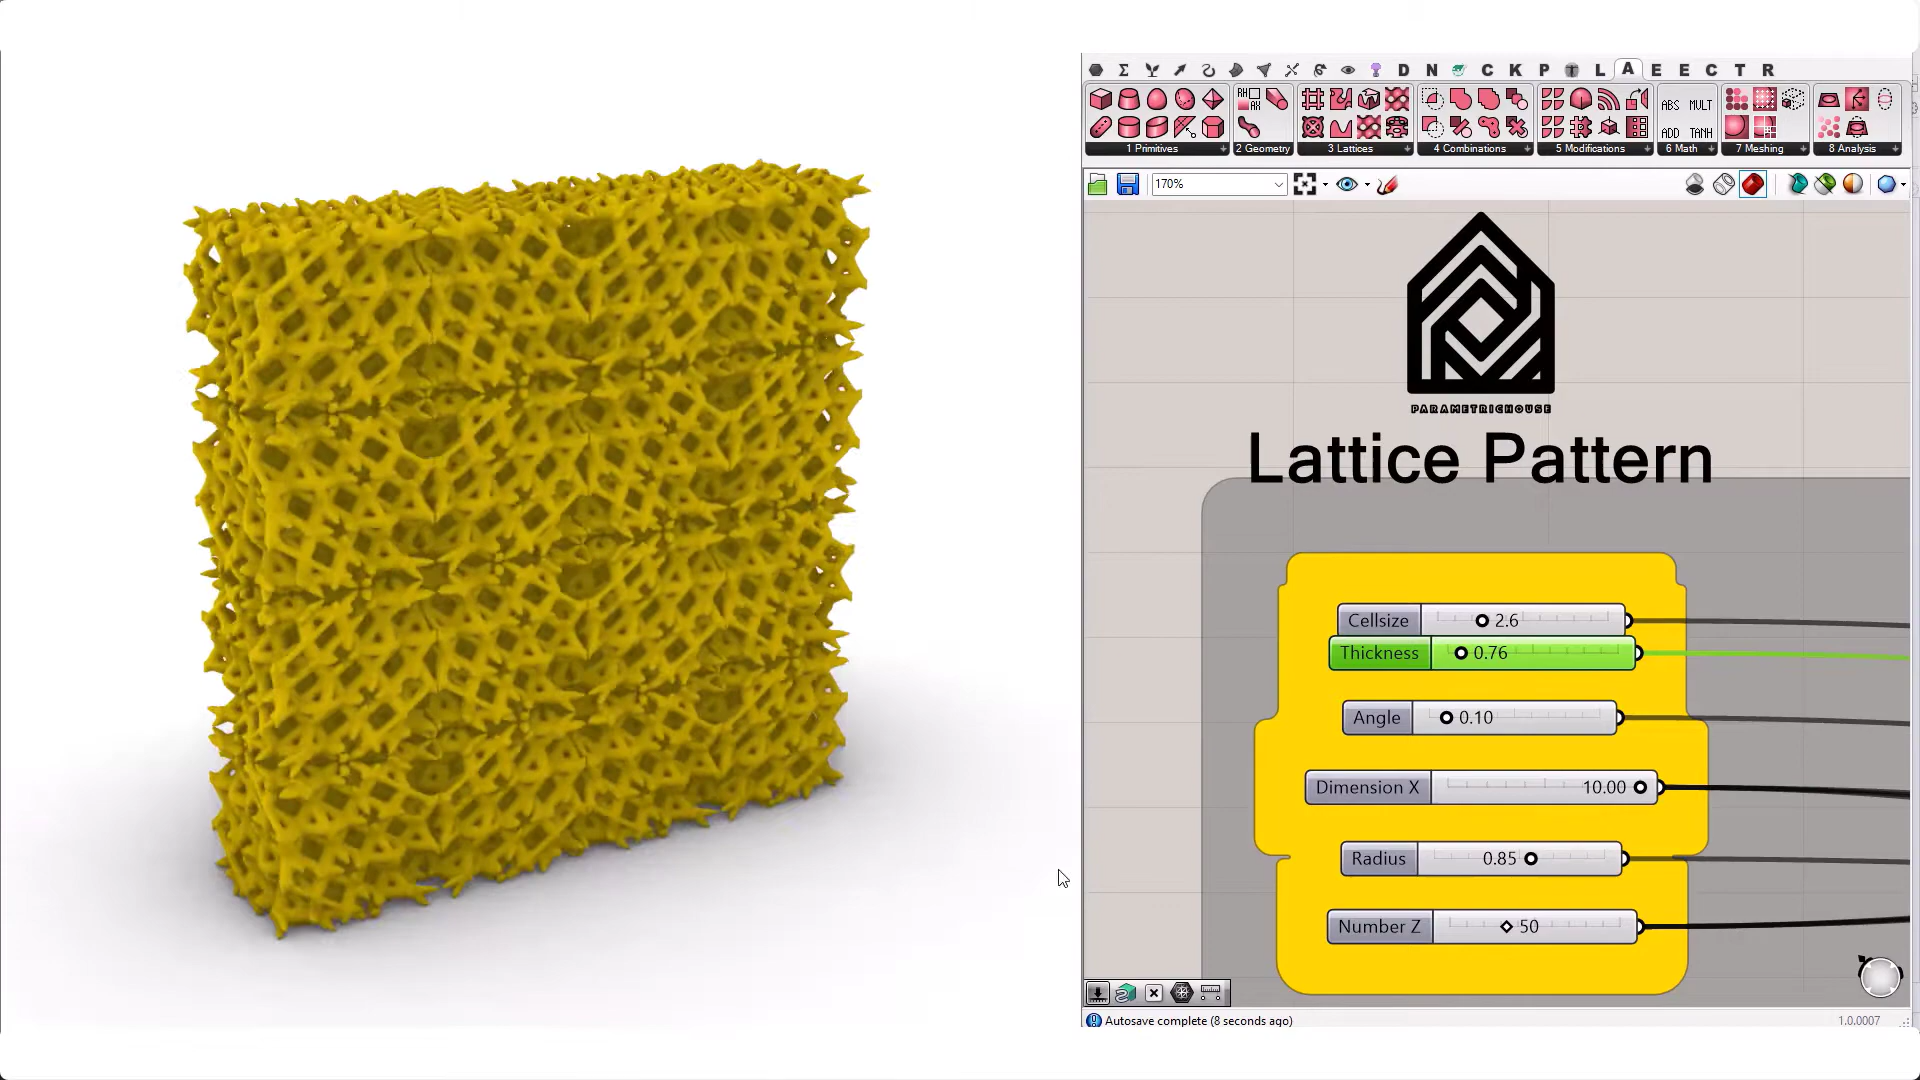 Σ D N C K P L A E E C T R
RH
AX
ABS MULT
ADD TANH
1 Primitives 2 Geometry 3 Lattices 4 Combinations 5 Modifications 6 Math 7 Meshing 8 Analysis
170%
PARAMETRICHOUSE
Lattice Pattern
Cellsize 2.6
Thickness 0.76
Angle 0.10
Dimension X 10.00
Radius 0.85
Number Z 50
Autosave complete (8 seconds ago)
1.0.0007